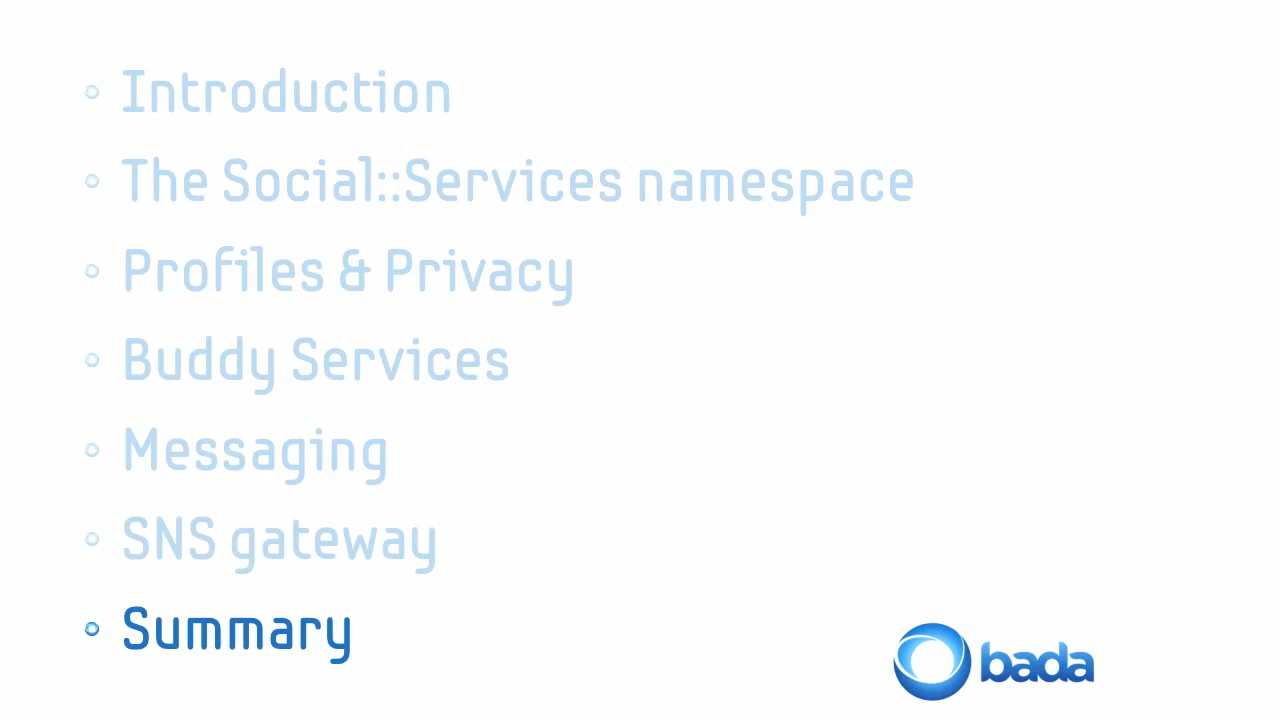 Introduction
The Social::Services namespace
Profiles & Privacy
Buddy Services
Messaging
SNS gateway
Summary
bada